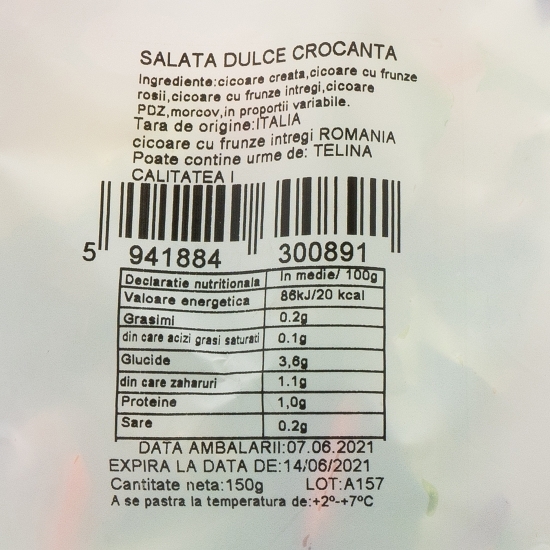 SALATA DULCE CROCANTA
Ingrediente:cicoare creata,cicoare cu frunze
rosii,cicoare cu frunze intregi,cicoare
PDZ,morcov,in proportii variabile.
Tara de origine:ITALIA
cicoare cu frunze intregi ROMANIA
Poate contine urme de: TELINA
CALITATEA I
5 941884 300891
Declaratie nutritionala In medie/ 100g
Valoare energetica 86kJ/20 kcal
Grasimi 0.2g
din care acizi grasi saturati 0.1g
Glucide 3,6g
din care zaharuri 1.1g
Proteine 1,0g
Sare 0.2g
DATA AMBALARII:07.06.2021
EXPIRA LA DATA DE:14/06/2021
Cantitate neta:150g LOT:A157
A se pastra la temperatura de:+2º-+7ºC